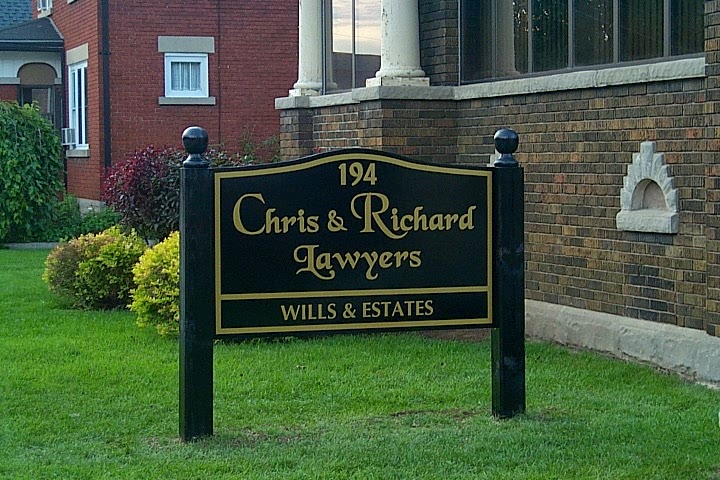 194
Chris & Richard
Lawyers
WILLS & ESTATES